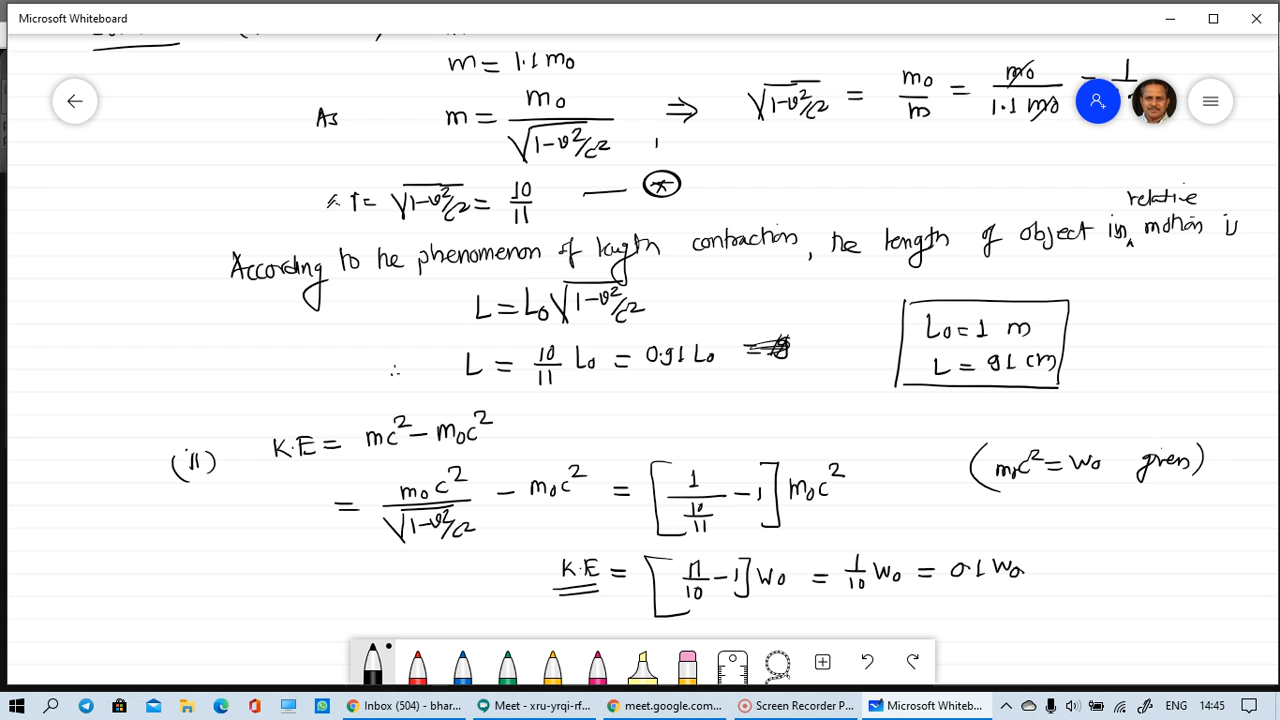 Microsoft Whiteboard
m = 1.1 m₀
As m = m₀ / √(1-v²/c²) ⇒ √(1-v²/c²) = m₀/m = m₀/1.1 m₀ = 1
√(1-v²/c²) = 10/11 — (*)
According to the phenomenon of length contraction, the length of object in relative motion is
L = L₀ √(1-v²/c²)
L₀ = 1 m
L = 91 cm
∴ L = 10/11 L₀ = 0.91 L₀
(ii) K.E = mc² - m₀c²
(m₀c² = W₀ given)
= m₀c² / √(1-v²/c²) - m₀c² = [1/(10/11) - 1] m₀c²
K.E = [11/10 - 1] W₀ = 1/10 W₀ = 0.1 W₀
Inbox (504) - bhar... Meet - xru-yrqi-rf... meet.google.com... Screen Recorder P... Microsoft Whiteb... ENG 14:45